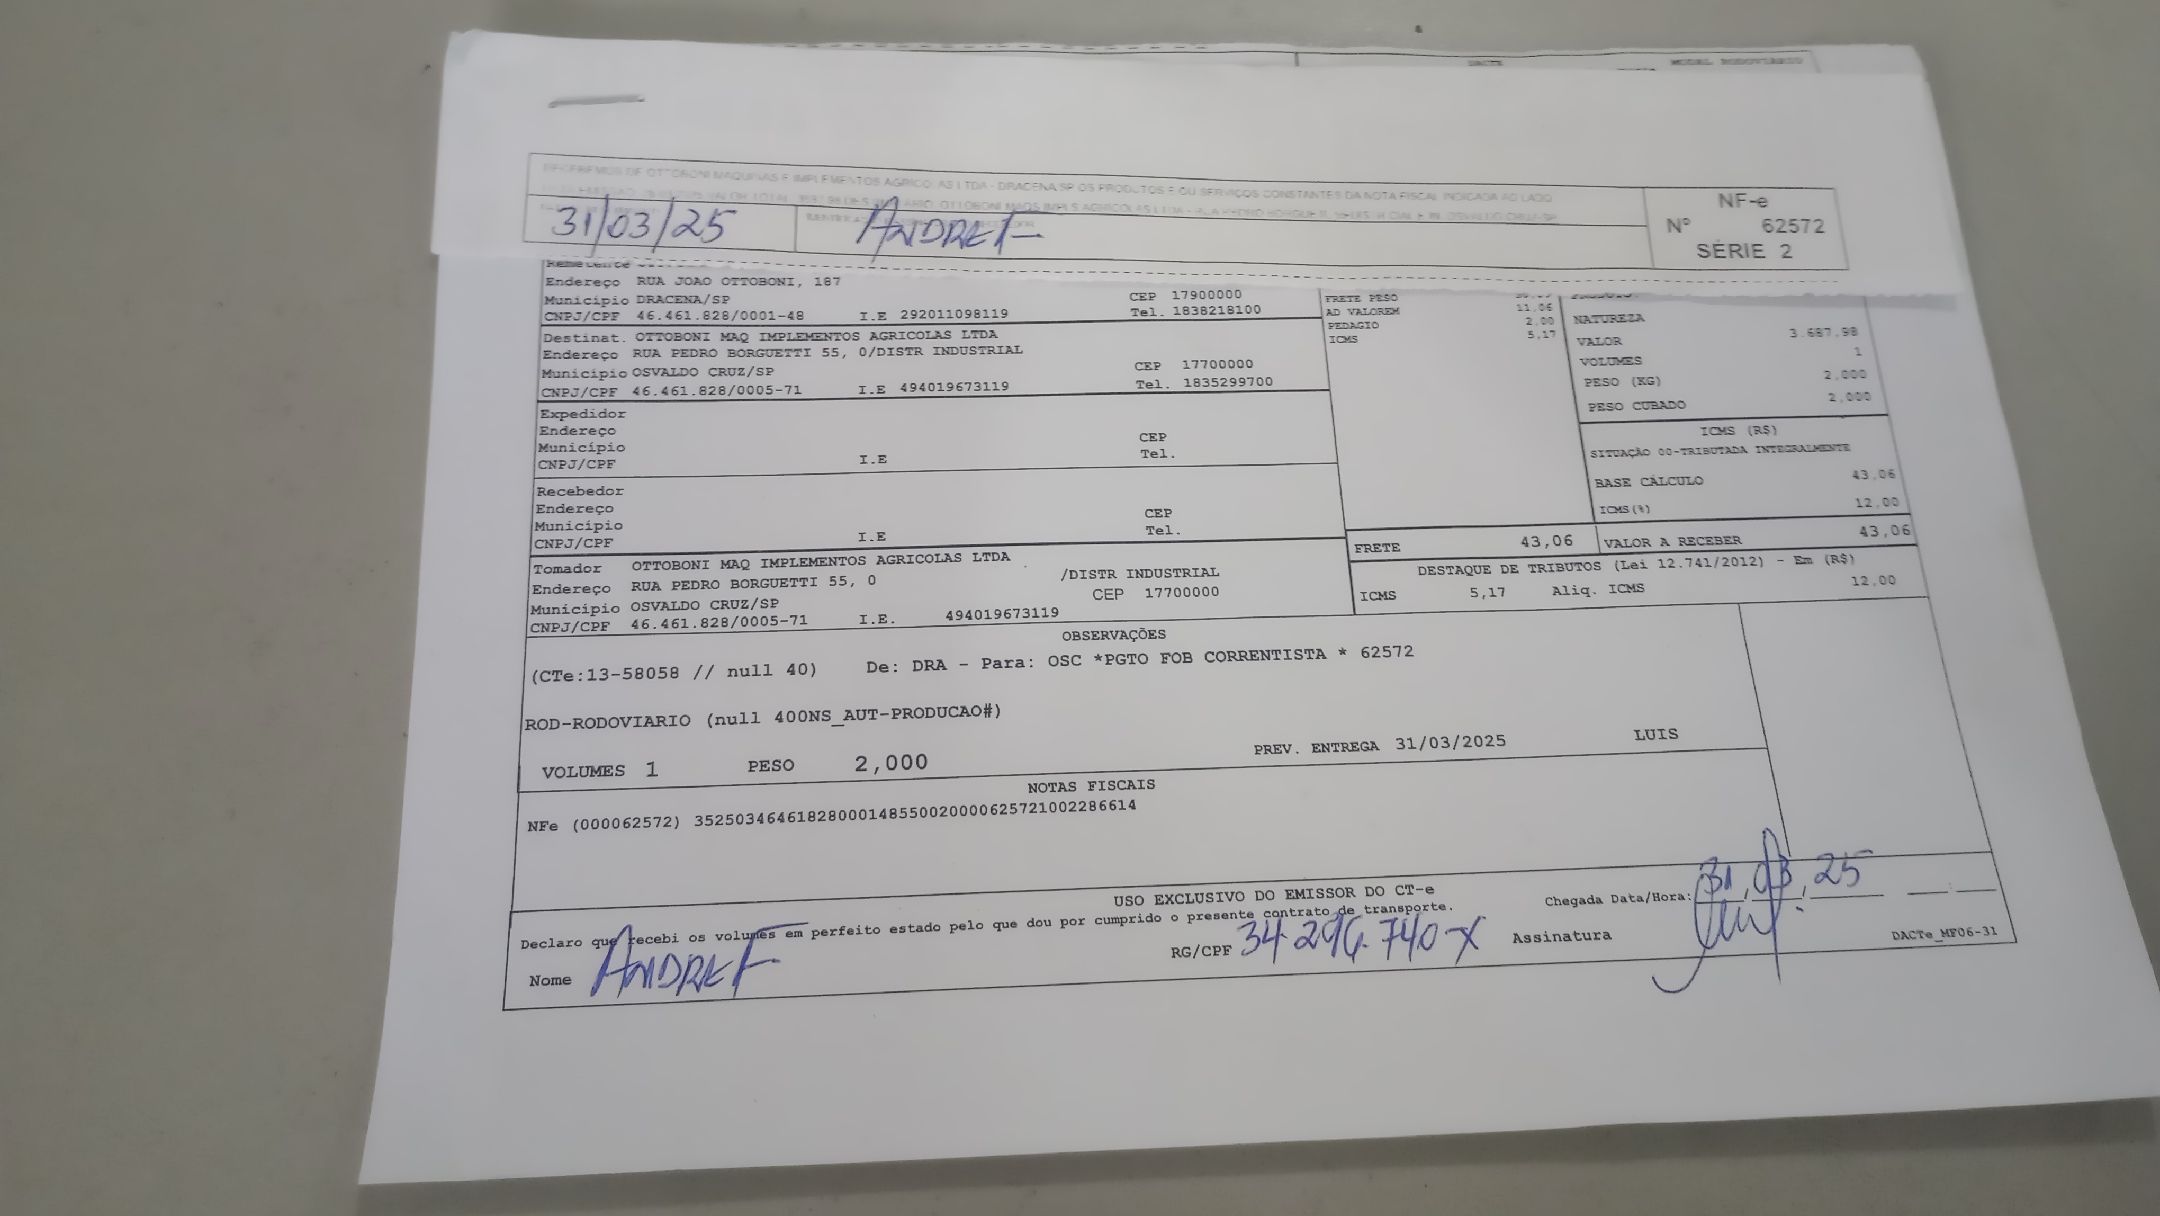 DACTE
MODAL RODOVIÁRIO
RECEBEMOS DE OTTOBONI MAQUINAS E IMPLEMENTOS AGRICOLAS LTDA - DRACENA/SP OS PRODUTOS E OU SERVIÇOS CONSTANTES DA NOTA FISCAL INDICADA AO LADO
NF-e
Nº 62572
SÉRIE 2
31/03/25
ANDRE F
Remetente
Endereço RUA JOAO OTTOBONI, 187
Município DRACENA/SP CEP 17900000
CNPJ/CPF 46.461.828/0001-48 I.E 292011098119 Tel. 1838218100
Destinat. OTTOBONI MAQ IMPLEMENTOS AGRICOLAS LTDA
Endereço RUA PEDRO BORGUETTI 55, 0/DISTR INDUSTRIAL
Município OSVALDO CRUZ/SP CEP 17700000
CNPJ/CPF 46.461.828/0005-71 I.E 494019673119 Tel. 1835299700
Expedidor
Endereço
Município CEP
CNPJ/CPF I.E Tel.
Recebedor
Endereço
Município CEP
CNPJ/CPF I.E Tel.
Tomador OTTOBONI MAQ IMPLEMENTOS AGRICOLAS LTDA
Endereço RUA PEDRO BORGUETTI 55, 0 /DISTR INDUSTRIAL
Município OSVALDO CRUZ/SP CEP 17700000
CNPJ/CPF 46.461.828/0005-71 I.E. 494019673119
FRETE PESO
AD VALOREM 11,06
PEDAGIO 2,00
ICMS 5,17
NATUREZA
VALOR 3.687,98
VOLUMES 1
PESO (KG) 2,000
PESO CUBADO 2,000
ICMS (R$)
SITUAÇÃO 00-TRIBUTADA INTEGRALMENTE
BASE CÁLCULO 43,06
ICMS(%) 12,00
FRETE 43,06 VALOR A RECEBER 43,06
DESTAQUE DE TRIBUTOS (Lei 12.741/2012) - Em (R$)
ICMS 5,17 Aliq. ICMS 12,00
OBSERVAÇÕES
(CTe:13-58058 // null 40) De: DRA - Para: OSC *PGTO FOB CORRENTISTA * 62572
ROD-RODOVIARIO (null 400NS_AUT-PRODUCAO#)
VOLUMES 1 PESO 2,000 PREV. ENTREGA 31/03/2025 LUIS
NOTAS FISCAIS
NFe (000062572) 35250346461828000148550020000625721002286614
USO EXCLUSIVO DO EMISSOR DO CT-e
Declaro que recebi os volumes em perfeito estado pelo que dou por cumprido o presente contrato de transporte.
Chegada Data/Hora: 31,03,25
Nome ANDRE F RG/CPF 34.296.740-X Assinatura
DACTe_MF06-31